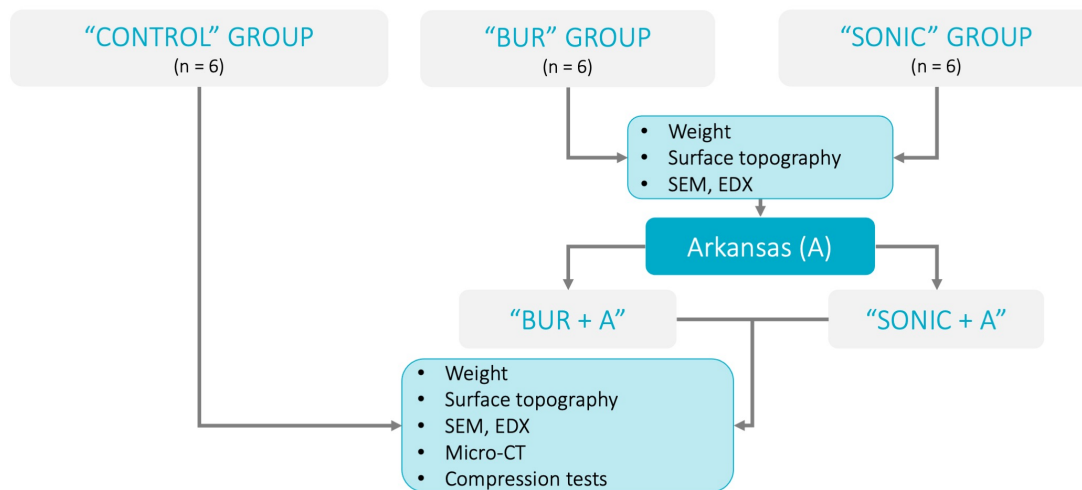 “CONTROL” GROUP
(n = 6)
“BUR” GROUP
(n = 6)
“SONIC” GROUP
(n = 6)
• Weight
• Surface topography
• SEM, EDX
Arkansas (A)
“BUR + A”
“SONIC + A”
• Weight
• Surface topography
• SEM, EDX
• Micro-CT
• Compression tests